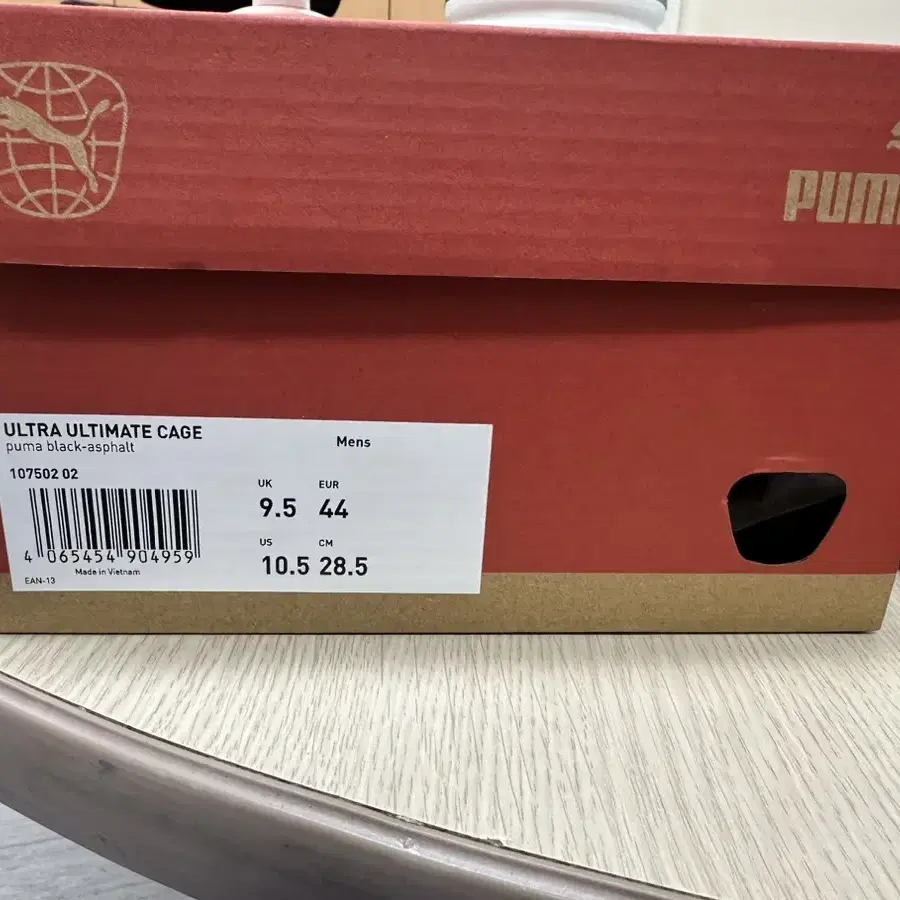 PUM
ULTRA ULTIMATE CAGE
puma black-asphalt
Mens
107502 02
UK EUR
9.5 44
US CM
10.5 28.5
4 065454 904959
Made in Vietnam
EAN-13